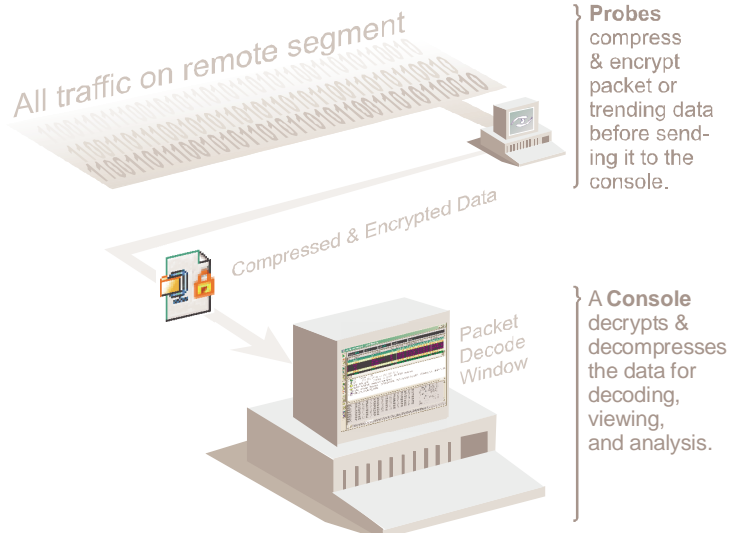 All traffic on remote segment
1100110111001101010110101011001101010110010
Probes
compress
& encrypt
packet or
trending data
before send-
ing it to the
console.
Compressed & Encrypted Data
Packet
Decode
Window
A Console
decrypts &
decompresses
the data for
decoding,
viewing,
and analysis.